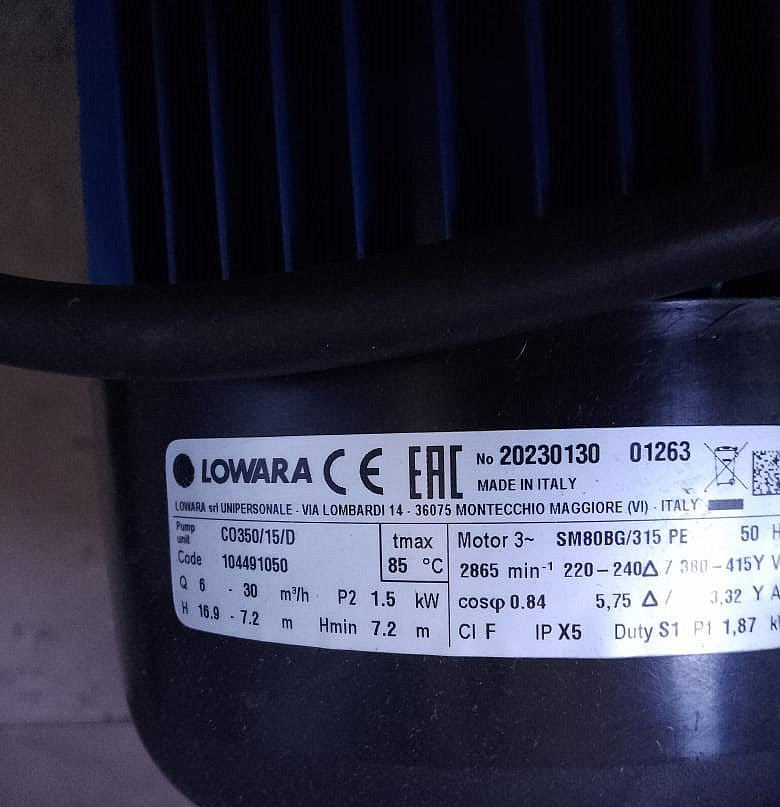 LOWARA CE EAC No 20230130 01263
MADE IN ITALY
LOWARA srl UNIPERSONALE - VIA LOMBARDI 14 - 36075 MONTECCHIO MAGGIORE (VI) - ITALY
Pump unit CO350/15/D
Code 104491050
tmax
85 °C
Q 6 - 30 m³/h P2 1.5 kW
H 16.9 - 7.2 m Hmin 7.2 m
Motor 3~ SM80BG/315 PE 50 H
2865 min⁻¹ 220-240Δ / 380-415Y V
cosφ 0.84 5,75 Δ / 3,32 Y A
Cl F IP X5 Duty S1 P1 1,87 k